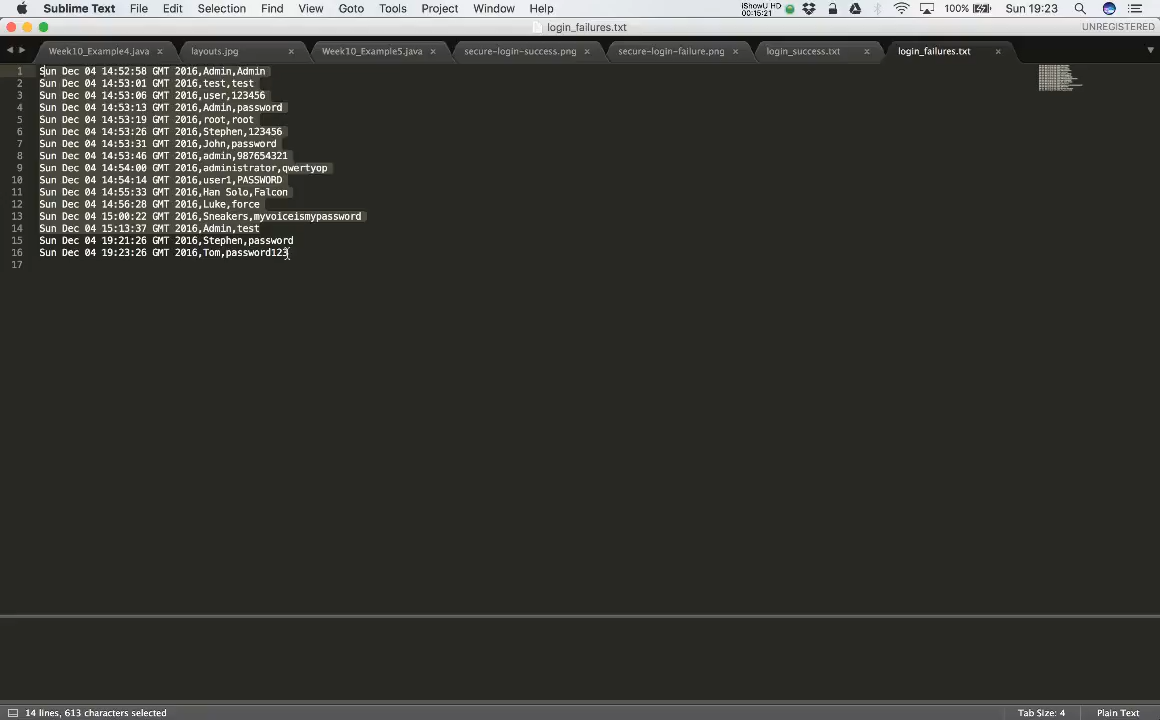 Sublime Text File Edit Selection Find View Goto Tools Project Window Help iShowU HD 00:15:21 100% Sun 19:23
login_failures.txt UNREGISTERED
Week10_Example4.java × layouts.jpg × Week10_Example5.java × secure-login-success.png × secure-login-failure.png × login_success.txt × login_failures.txt ×
1 Sun Dec 04 14:52:58 GMT 2016,Admin,Admin
2 Sun Dec 04 14:53:01 GMT 2016,test,test
3 Sun Dec 04 14:53:06 GMT 2016,user,123456
4 Sun Dec 04 14:53:13 GMT 2016,Admin,password
5 Sun Dec 04 14:53:19 GMT 2016,root,root
6 Sun Dec 04 14:53:26 GMT 2016,Stephen,123456
7 Sun Dec 04 14:53:31 GMT 2016,John,password
8 Sun Dec 04 14:53:46 GMT 2016,admin,987654321
9 Sun Dec 04 14:54:00 GMT 2016,administrator,qwertyop
10 Sun Dec 04 14:54:14 GMT 2016,user1,PASSWORD
11 Sun Dec 04 14:55:33 GMT 2016,Han Solo,Falcon
12 Sun Dec 04 14:56:28 GMT 2016,Luke,force
13 Sun Dec 04 15:00:22 GMT 2016,Sneakers,myvoiceismypassword
14 Sun Dec 04 15:13:37 GMT 2016,Admin,test
15 Sun Dec 04 19:21:26 GMT 2016,Stephen,password
16 Sun Dec 04 19:23:26 GMT 2016,Tom,password123
17
14 lines, 613 characters selected Tab Size: 4 Plain Text